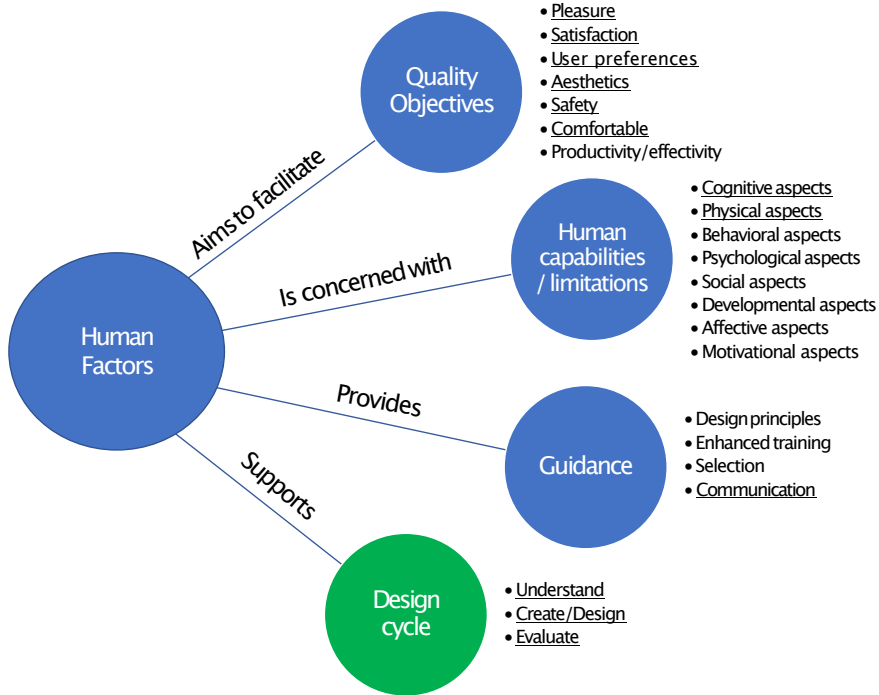 Human
Factors
Aims to facilitate
Quality
Objectives
• Pleasure
• Satisfaction
• User preferences
• Aesthetics
• Safety
• Comfortable
• Productivity/effectivity
Is concerned with
Human
capabilities
/ limitations
• Cognitive aspects
• Physical aspects
• Behavioral aspects
• Psychological aspects
• Social aspects
• Developmental aspects
• Affective aspects
• Motivational aspects
Provides
Guidance
• Design principles
• Enhanced training
• Selection
• Communication
Supports
Design
cycle
• Understand
• Create/Design
• Evaluate